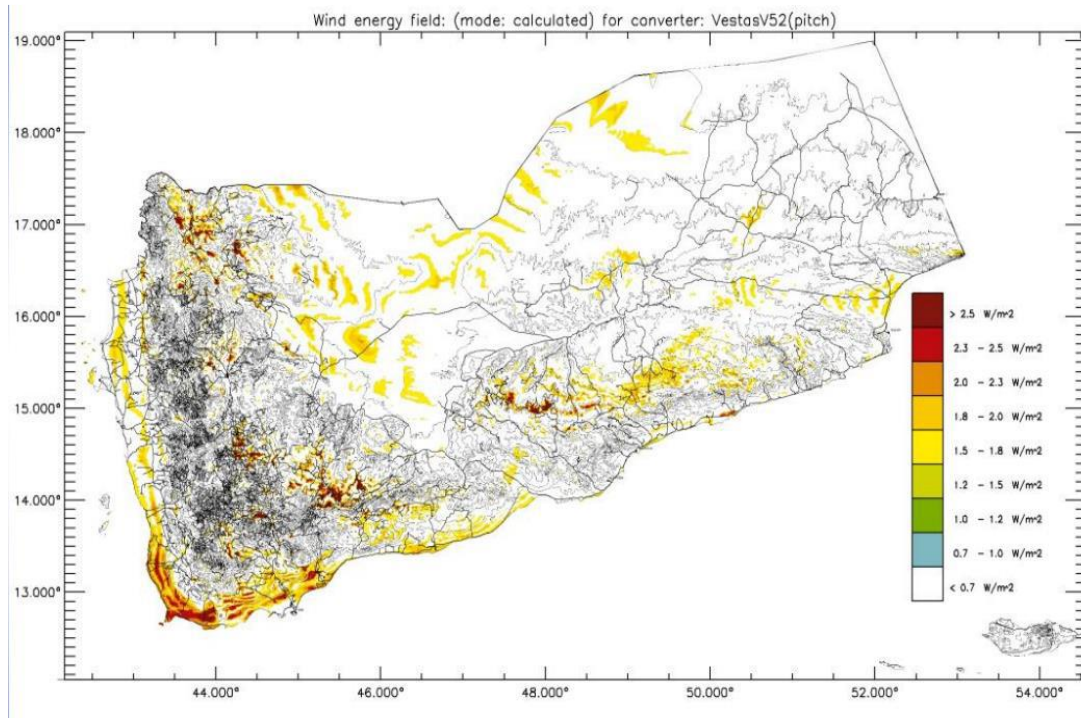 Wind energy field: (mode: calculated) for converter: VestasV52(pitch)
19.000°
18.000°
17.000°
16.000°
15.000°
14.000°
13.000°
> 2.5 W/m^2
2.3 - 2.5 W/m^2
2.0 - 2.3 W/m^2
1.8 - 2.0 W/m^2
1.5 - 1.8 W/m^2
1.2 - 1.5 W/m^2
1.0 - 1.2 W/m^2
0.7 - 1.0 W/m^2
< 0.7 W/m^2
44.000° 46.000° 48.000° 50.000° 52.000° 54.000°